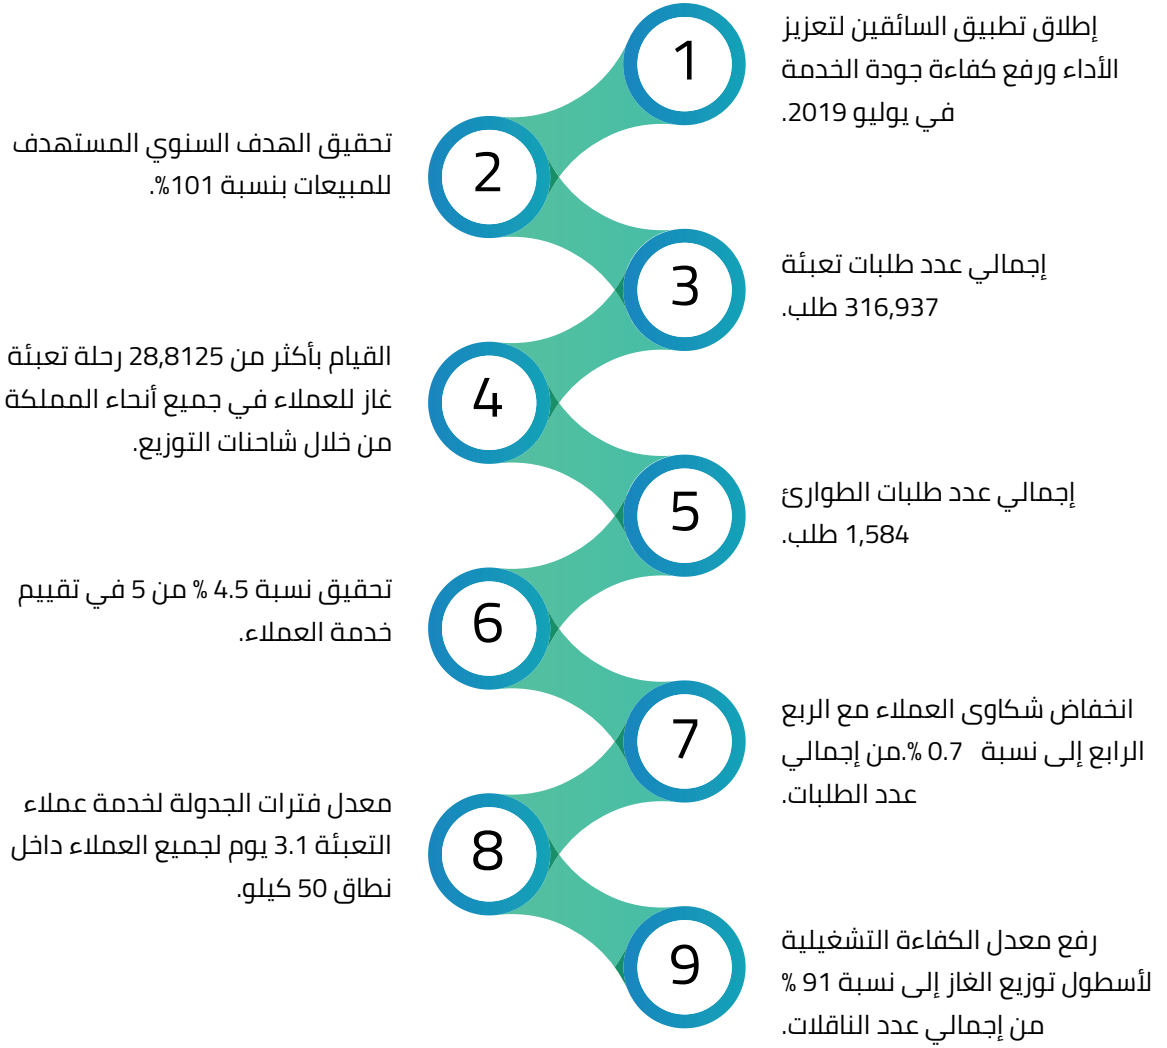 1
إطلاق تطبيق السائقين لتعزيز
الأداء ورفع كفاءة جودة الخدمة
في يوليو 2019.
2
تحقيق الهدف السنوي المستهدف
للمبيعات بنسبة 101%.
3
إجمالي عدد طلبات تعبئة
316,937 طلب.
4
القيام بأكثر من 28,8125 رحلة تعبئة
غاز للعملاء في جميع أنحاء المملكة
من خلال شاحنات التوزيع.
5
إجمالي عدد طلبات الطوارئ
1,584 طلب.
6
تحقيق نسبة 4.5 % من 5 في تقييم
خدمة العملاء.
7
انخفاض شكاوى العملاء مع الربع
الرابع إلى نسبة 0.7 %.من إجمالي
عدد الطلبات.
8
معدل فترات الجدولة لخدمة عملاء
التعبئة 3.1 يوم لجميع العملاء داخل
نطاق 50 كيلو.
9
رفع معدل الكفاءة التشغيلية
لأسطول توزيع الغاز إلى نسبة 91 %
من إجمالي عدد الناقلات.